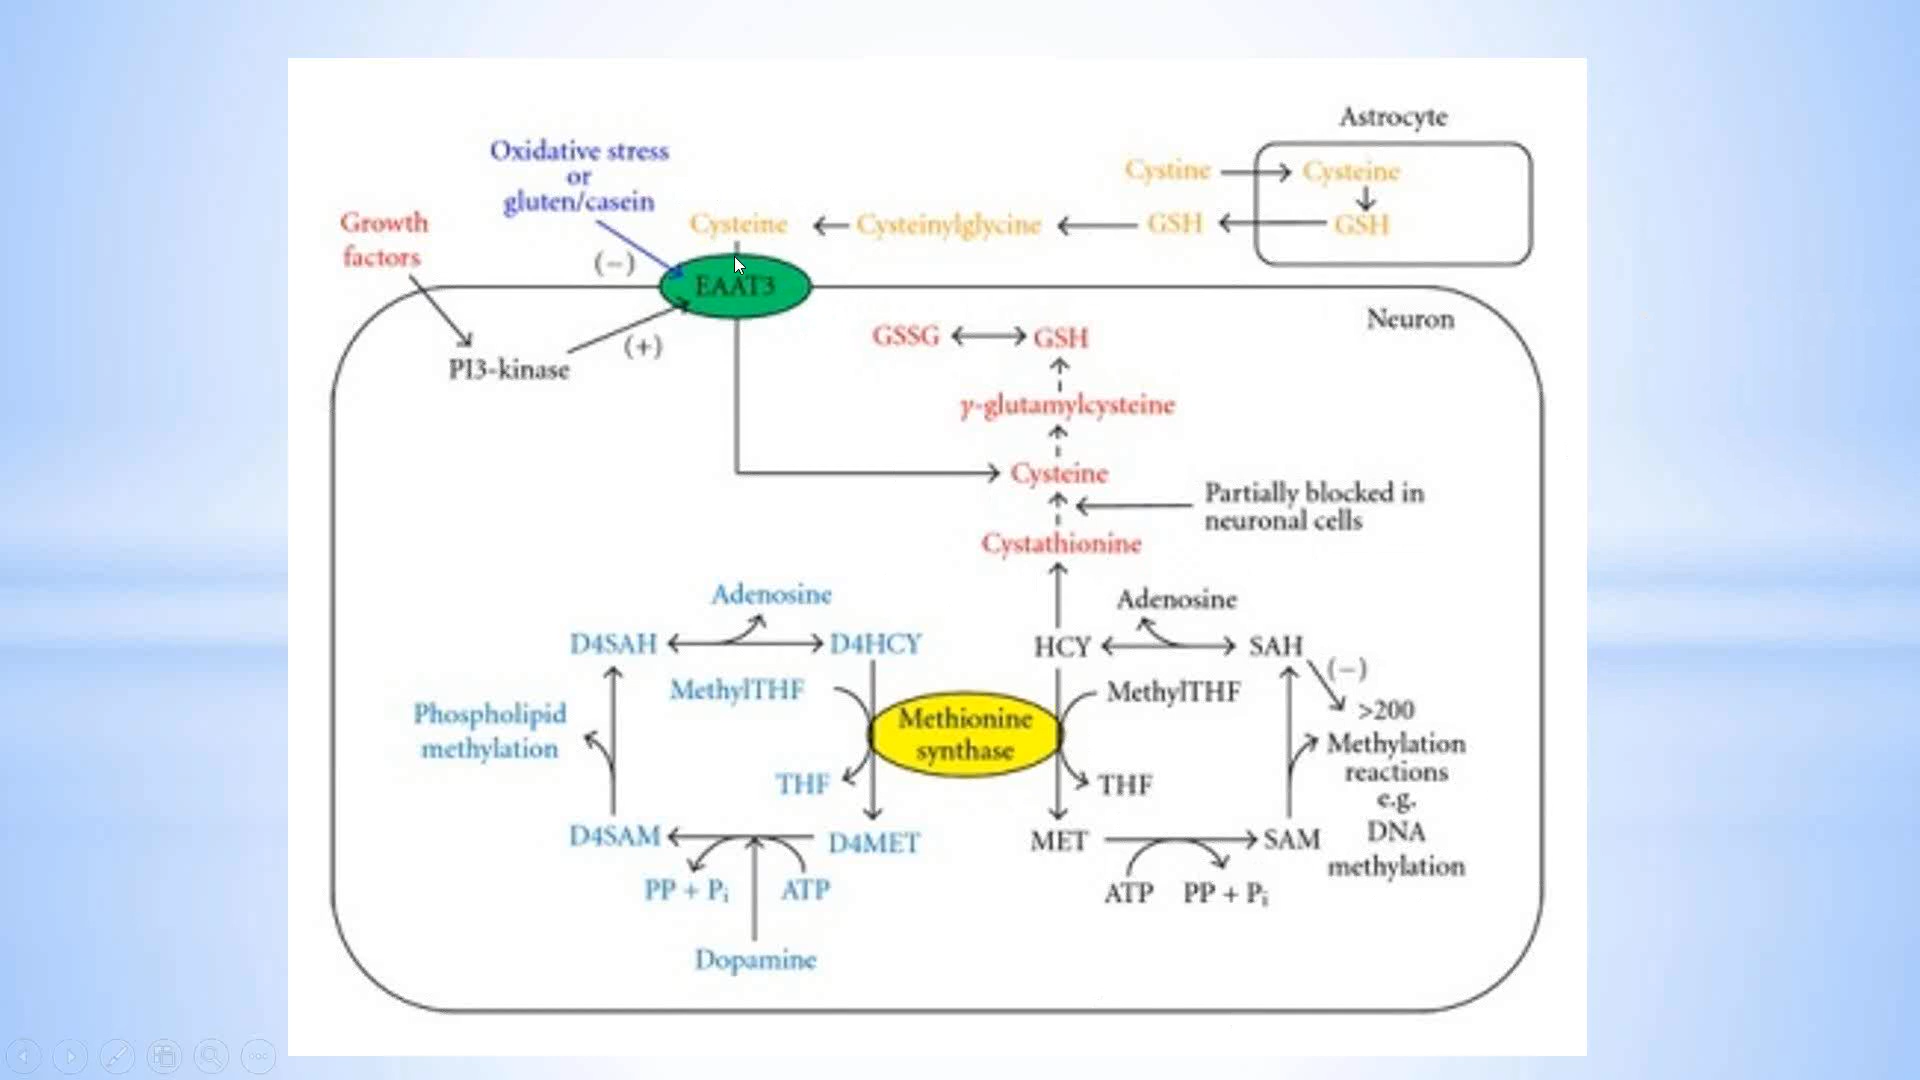 Astrocyte
Oxidative stress
or
gluten/casein
Cystine
Cysteine
Growth
factors
Cysteine
Cysteinylglycine
GSH
GSH
(−)
EAAT3
Neuron
GSSG
GSH
(+)
PI3-kinase
γ-glutamylcysteine
Cysteine
Partially blocked in
neuronal cells
Cystathionine
Adenosine
Adenosine
D4SAH
D4HCY
HCY
SAH
(−)
MethylTHF
MethylTHF
Phospholipid
methylation
Methionine
synthase
>200
Methylation
reactions
e.g.
DNA
methylation
THF
THF
D4SAM
D4MET
MET
SAM
PP + Pi
ATP
ATP
PP + Pi
Dopamine